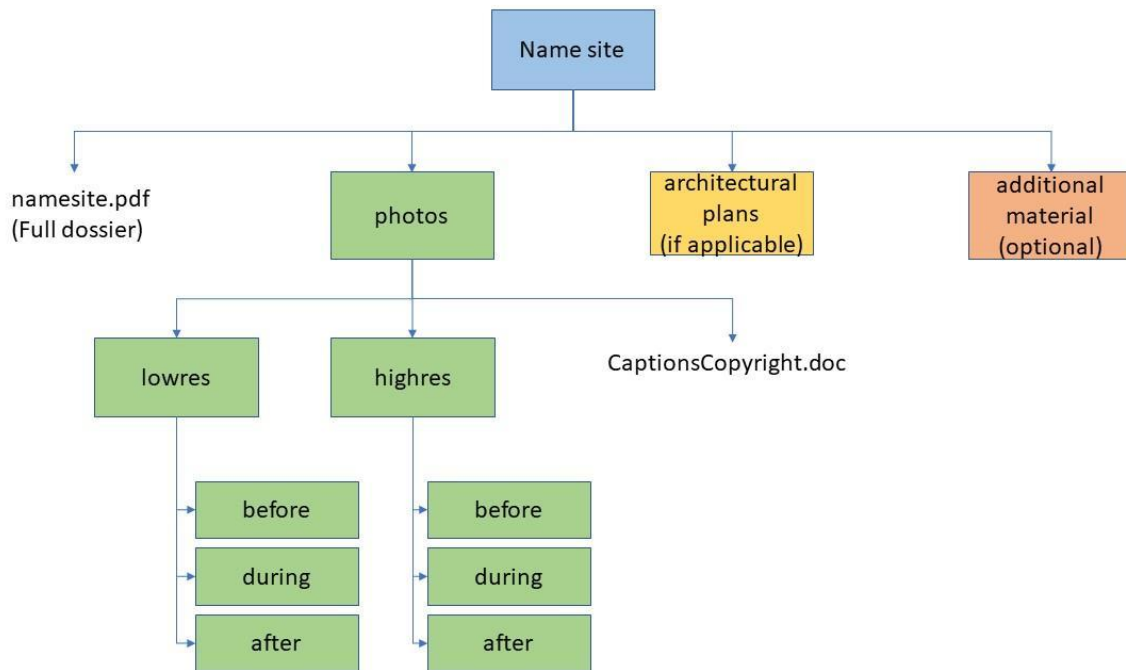 Name site
namesite.pdf
(Full dossier)
photos
architectural
plans
(if applicable)
additional
material
(optional)
lowres
highres
CaptionsCopyright.doc
before
before
during
during
after
after